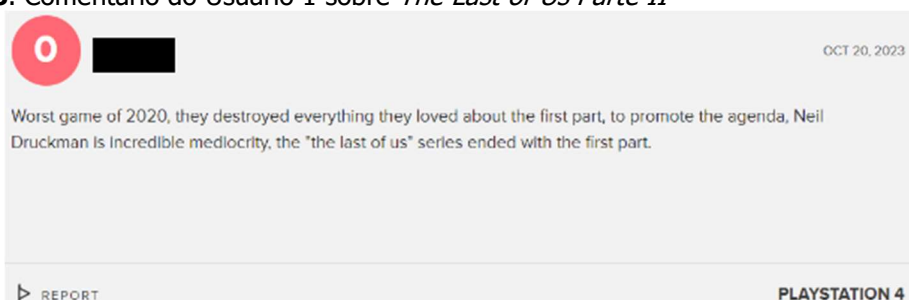 Comentário do Usuário 1 sobre The Last of Us Parte II
0
OCT 20, 2023
Worst game of 2020, they destroyed everything they loved about the first part, to promote the agenda, Neil
Druckman is incredible mediocrity, the "the last of us" series ended with the first part.
REPORT
PLAYSTATION 4